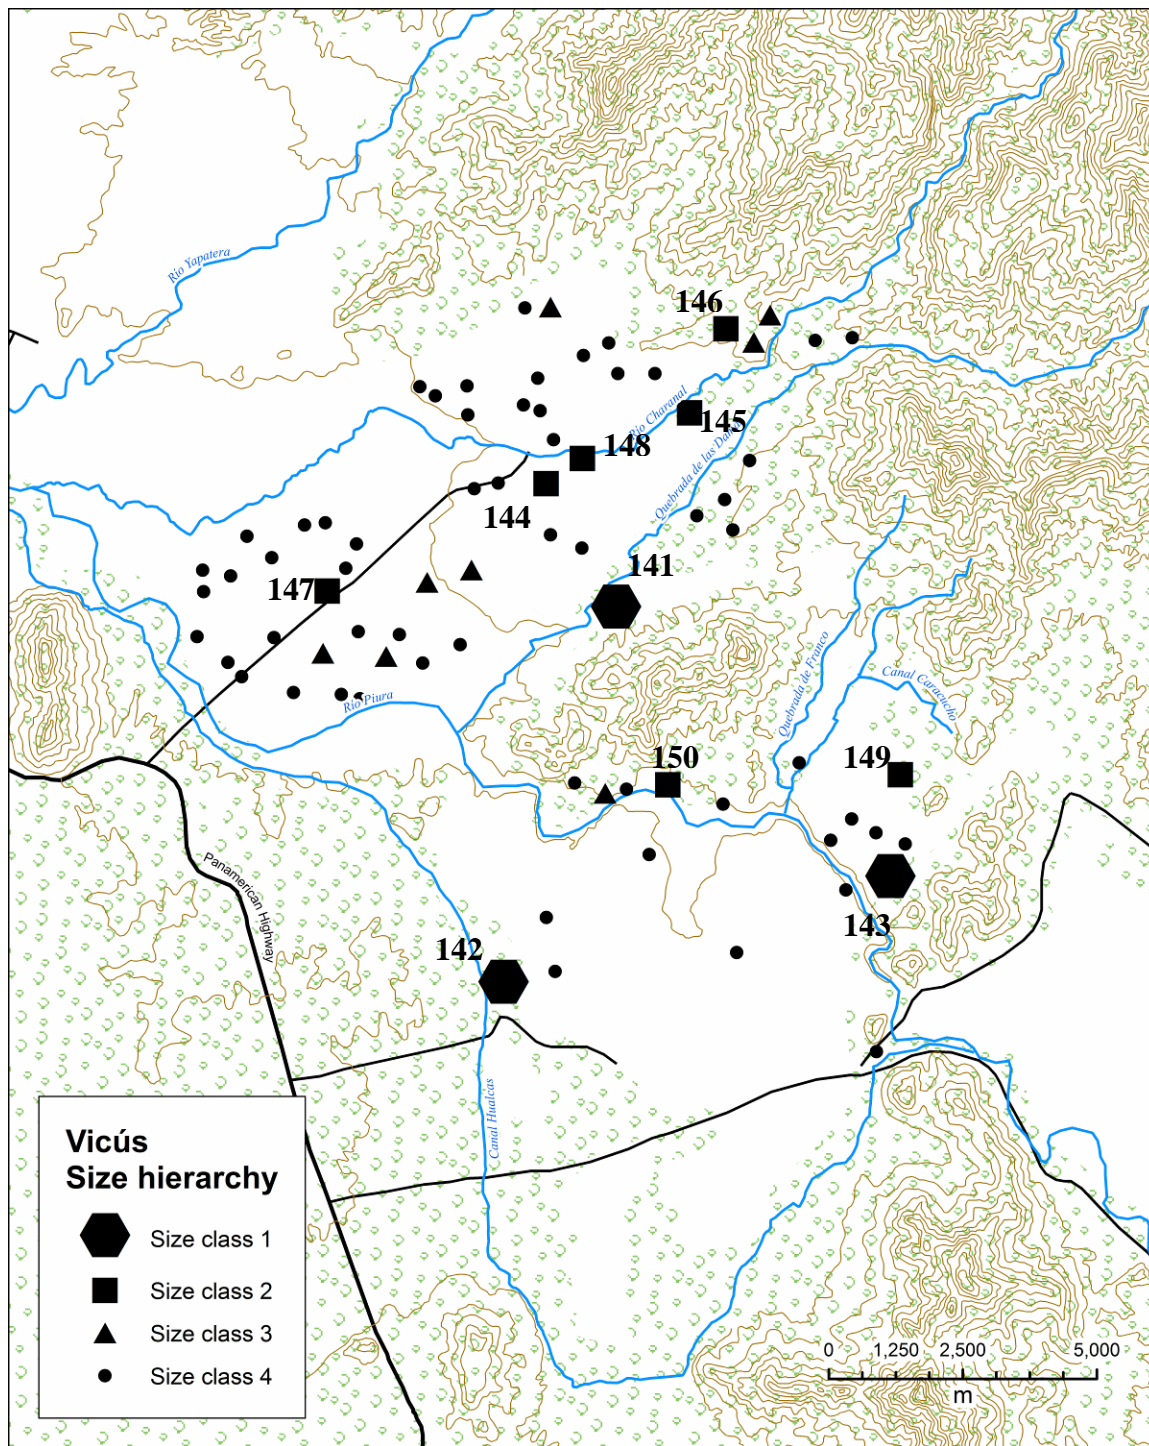 Río Yapatera
146
Río Charanal
145
148
Quebrada de las Damas
144
141
147
Quebrada de Franco
Canal Caracucho
Río Piura
150
149
Panamerican Highway
143
142
Canal Hualcas
Vicús
Size hierarchy
Size class 1
Size class 2
Size class 3
Size class 4
0 1,250 2,500 5,000
m